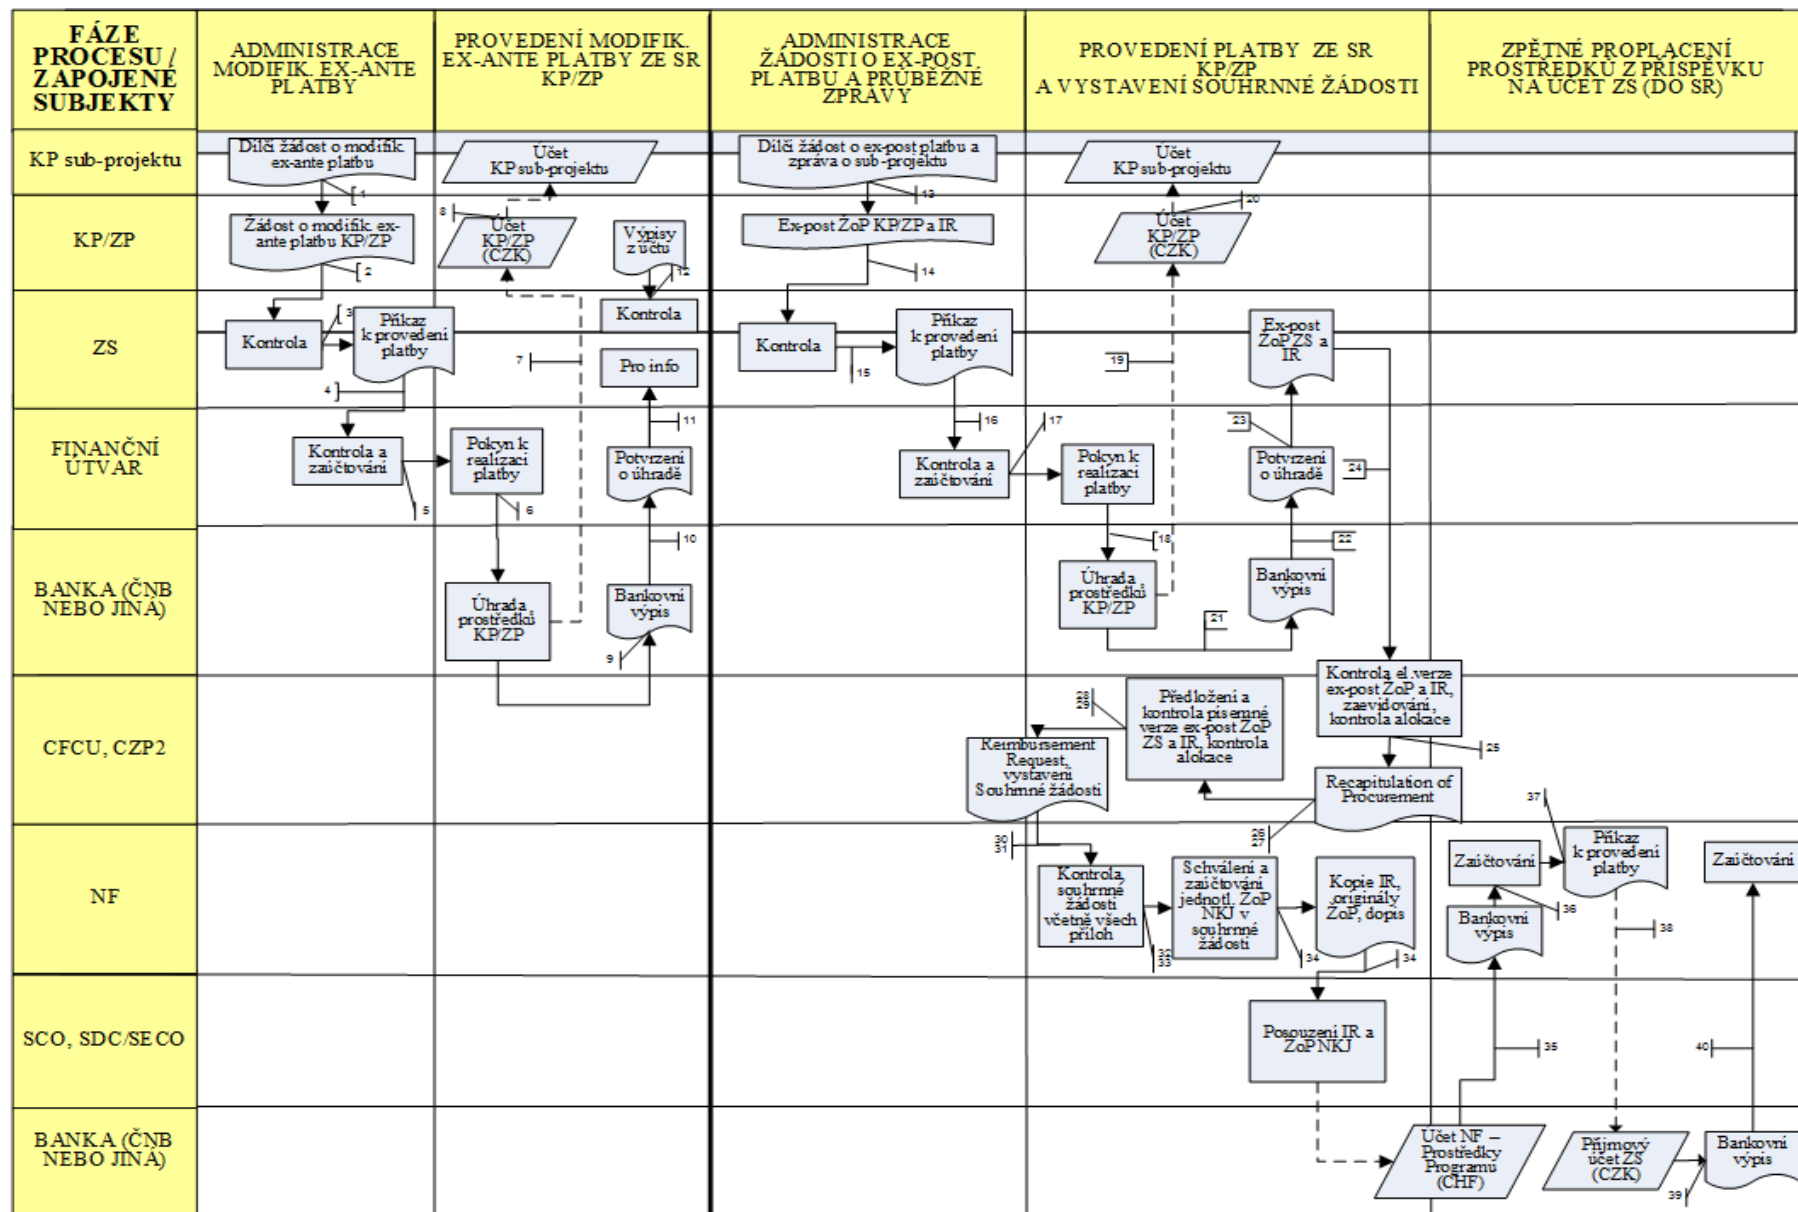 FÁZE
PROCESU /
ZAPOJENÉ
SUBJEKTY
ADMINISTRACE
MODIFIK. EX-ANTE
PLATBY
PROVEDENÍ MODIFIK.
EX-ANTE PLATBY ZE SR
KP/ZP
ADMINISTRACE
ŽÁDOSTI O EX-POST
PLATBU A PRŮBĚŽNÉ
ZPRÁVY
PROVEDENÍ PLATBY ZE SR
KP/ZP
A VYSTAVENÍ SOUHRNNÉ ŽÁDOSTI
ZPĚTNÉ PROPLACENÍ
PROSTŘEDKŮ Z PŘÍSPĚVKU
NA ÚČET ZS (DO SR)
KP sub-projektu
Dílčí žádost o modifik.
ex-ante platbu
Účet
KP sub-projektu
Dílčí žádost o ex-post platbu a
zpráva o sub-projektu
Účet
KP sub-projektu
1
8
13
20
KP/ZP
Žádost o modifik. ex-
ante platbu KP/ZP
Účet
KP/ZP
(CZK)
Výpisy
z účtu
Ex-post ŽoP KP/ZP a IR
Účet
KP/ZP
(CZK)
2
12
14
ZS
Kontrola
3
Příkaz
k provedení
platby
Kontrola
Pro info
7
4
Kontrola
15
Příkaz
k provedení
platby
19
Ex-post
ŽoP ZS a
IR
FINANČNÍ
ÚTVAR
Kontrola a
zaúčtování
5
Pokyn k
realizaci
platby
6
Potvrzení
o úhradě
11
16
Kontrola a
zaúčtování
17
Pokyn k
realizaci
platby
23
Potvrzení
o úhradě
24
BANKA (ČNB
NEBO JINÁ)
Úhrada
prostředků
KP/ZP
10
Bankovní
výpis
9
18
Úhrada
prostředků
KP/ZP
21
22
Bankovní
výpis
CFCU, CZP2
28
29
Reimbursement
Request,
vystavení
Souhrnné žádosti
Předložení a
kontrola písemné
verze ex-post ŽoP
ZS a IR, kontrola
alokace
Kontrola el.verze
ex-post ŽoP a IR,
zaevidování,
kontrola alokace
25
Recapitulation of
Procurement
26
27
37
NF
30
31
Kontrola,
souhrnné
žádosti
včetně všech
příloh
32
33
Schválení a
zaúčtování
jednotl. ŽoP
NKJ v
souhrnné
žádosti
34
Kopie IR,
originály
ŽoP, dopis
34
Zaúčtování
36
Bankovní
výpis
Příkaz
k provedení
platby
38
Zaúčtování
SCO, SDC/SECO
Posouzení IR a
ŽoP NKJ
35
40
BANKA (ČNB
NEBO JINÁ)
Účet NF –
Prostředky
Programu
(CHF)
Příjmový
účet ZS
(CZK)
39
Bankovní
výpis